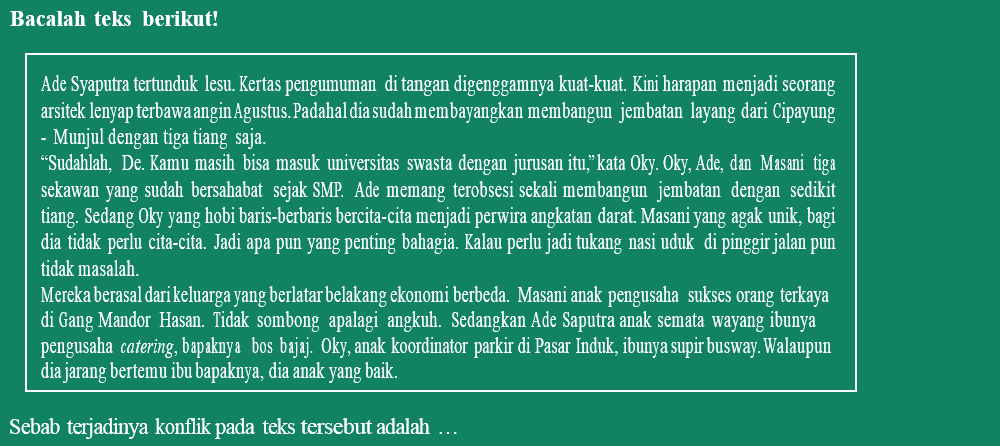 Bacalah teks berikut!
Ade Syaputra tertunduk lesu. Kertas pengumuman di tangan digenggamnya kuat-kuat. Kini harapan menjadi seorang
arsitek lenyap terbawa angin Agustus. Padahal dia sudah membayangkan membangun jembatan layang dari Cipayung
- Munjul dengan tiga tiang saja.
“Sudahlah, De. Kamu masih bisa masuk universitas swasta dengan jurusan itu,” kata Oky. Oky, Ade, dan Masani tiga
sekawan yang sudah bersahabat sejak SMP. Ade memang terobsesi sekali membangun jembatan dengan sedikit
tiang. Sedang Oky yang hobi baris-berbaris bercita-cita menjadi perwira angkatan darat. Masani yang agak unik, bagi
dia tidak perlu cita-cita. Jadi apa pun yang penting bahagia. Kalau perlu jadi tukang nasi uduk di pinggir jalan pun
tidak masalah.
Mereka berasal dari keluarga yang berlatar belakang ekonomi berbeda. Masani anak pengusaha sukses orang terkaya
di Gang Mandor Hasan. Tidak sombong apalagi angkuh. Sedangkan Ade Saputra anak semata wayang ibunya
pengusaha catering, bapaknya bos bajaj. Oky, anak koordinator parkir di Pasar Induk, ibunya supir busway. Walaupun
dia jarang bertemu ibu bapaknya, dia anak yang baik.
Sebab terjadinya konflik pada teks tersebut adalah …